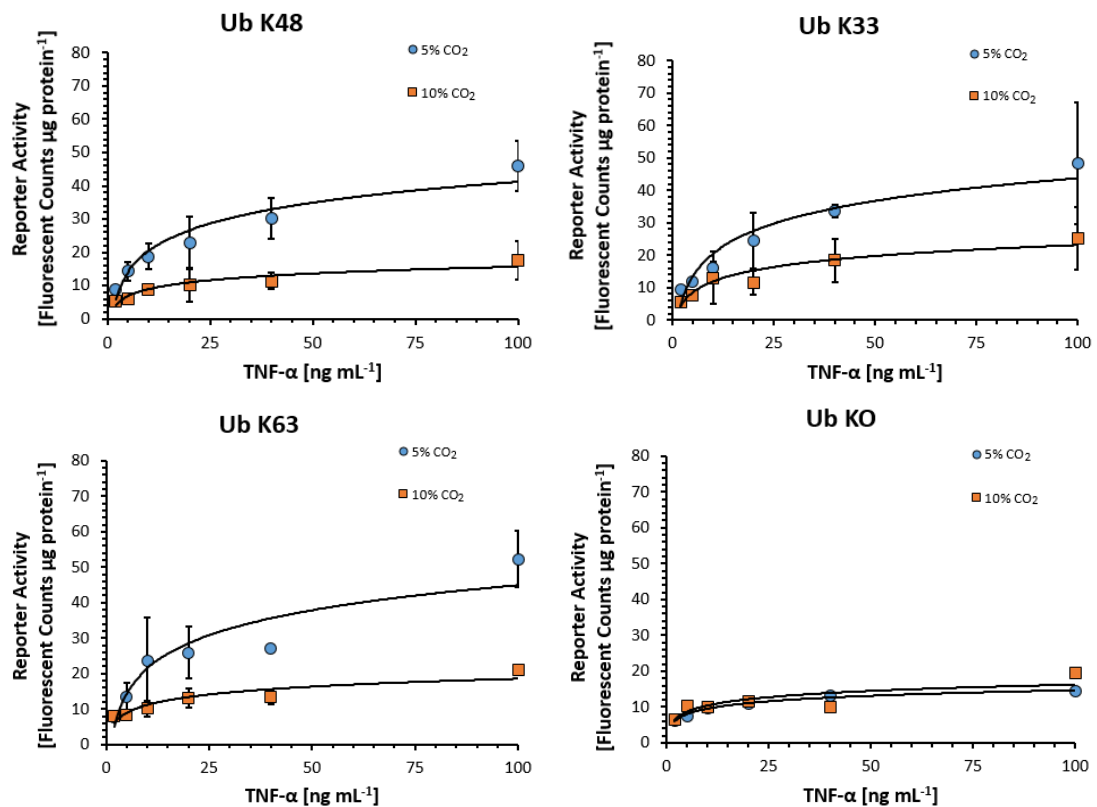 Ub K48
5% CO₂
10% CO₂
Reporter Activity
[Fluorescent Counts µg protein⁻¹]
80
70
60
50
40
30
20
10
0
0 25 50 75 100
TNF-α [ng mL⁻¹]
Ub K33
5% CO₂
10% CO₂
Reporter Activity
[Fluorescent Counts µg protein⁻¹]
80
70
60
50
40
30
20
10
0
0 25 50 75 100
TNF-α [ng mL⁻¹]
Ub K63
5% CO₂
10% CO₂
Reporter Activity
[Fluorescent Counts µg protein⁻¹]
80
70
60
50
40
30
20
10
0
0 25 50 75 100
TNF-α [ng mL⁻¹]
Ub KO
5% CO₂
10% CO₂
Reporter Activity
[Fluorescent Counts µg protein⁻¹]
80
70
60
50
40
30
20
10
0
0 25 50 75 100
TNF-α [ng mL⁻¹]